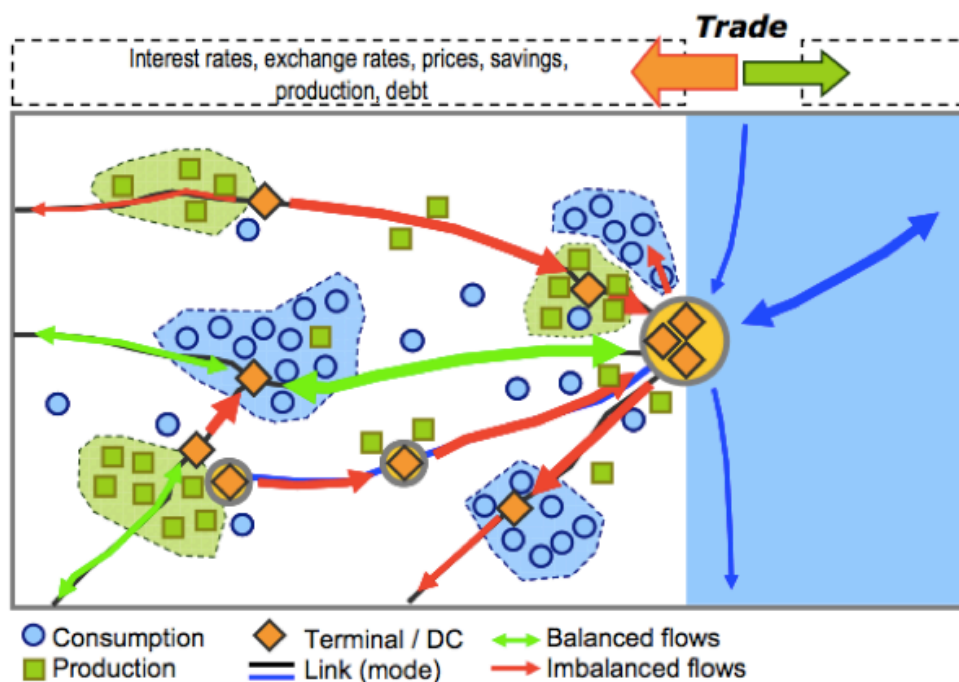 Trade
Interest rates, exchange rates, prices, savings,
production, debt
Consumption
Terminal / DC
Balanced flows
Production
Link (mode)
Imbalanced flows